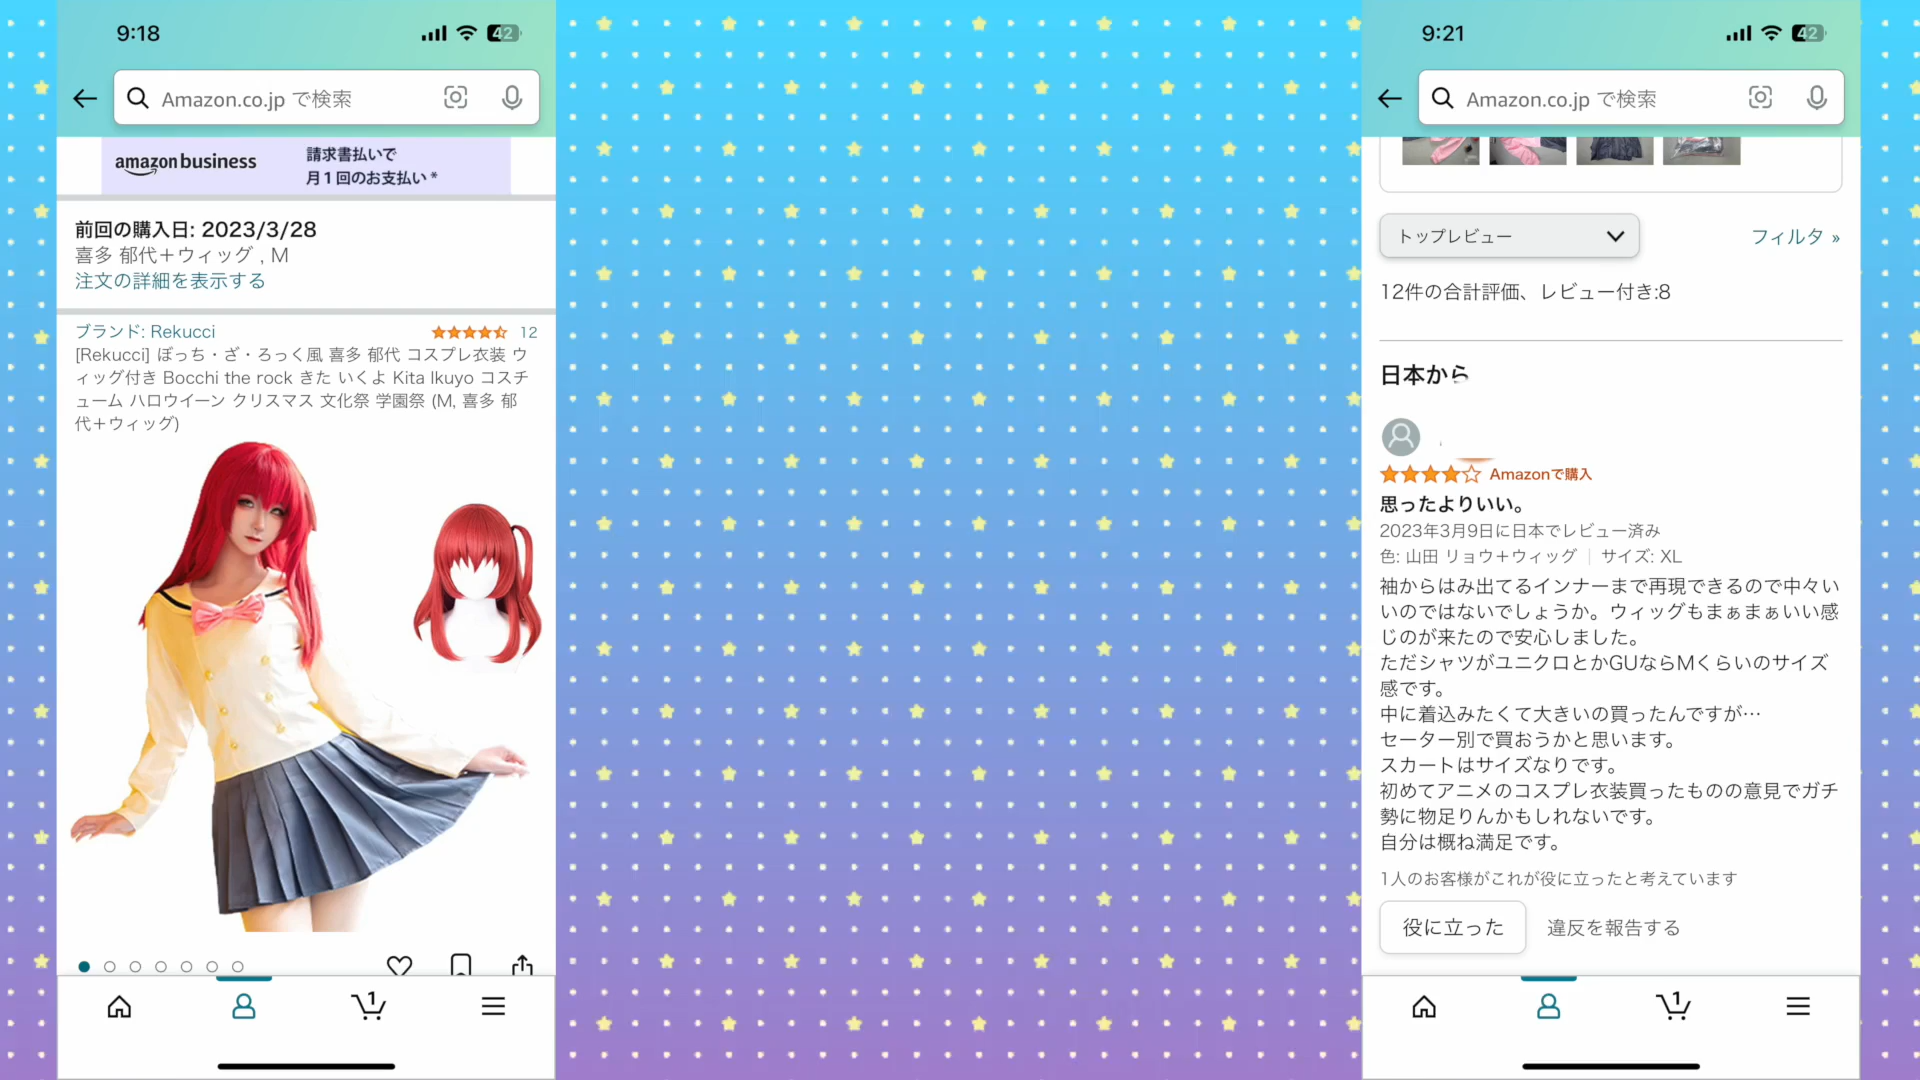 9:18
42
Amazon.co.jp で検索
amazon business
請求書払いで
月1回のお支払い *
前回の購入日: 2023/3/28
喜多 郁代＋ウィッグ , M
注文の詳細を表示する
ブランド: Rekucci
12
[Rekucci] ぼっち・ざ・ろっく風 喜多 郁代 コスプレ衣装 ウ
ィッグ付き Bocchi the rock きた いくよ Kita Ikuyo コスチ
ューム ハロウイーン クリスマス 文化祭 学園祭 (M, 喜多 郁
代＋ウィッグ)
1
9:21
42
Amazon.co.jp で検索
トップレビュー
フィルタ »
12件の合計評価、レビュー付き:8
日本から
Amazonで購入
思ったよりいい。
2023年3月9日に日本でレビュー済み
色: 山田 リョウ＋ウィッグ | サイズ: XL
袖からはみ出てるインナーまで再現できるので中々い
いのではないでしょうか。ウィッグもまぁまぁいい感
じのが来たので安心しました。
ただシャツがユニクロとかGUならMくらいのサイズ
感です。
中に着込みたくて大きいの買ったんですが…
セーター別で買おうかと思います。
スカートはサイズなりです。
初めてアニメのコスプレ衣装買ったものの意見でガチ
勢に物足りんかもしれないです。
自分は概ね満足です。
1人のお客様がこれが役に立ったと考えています
役に立った
違反を報告する
1